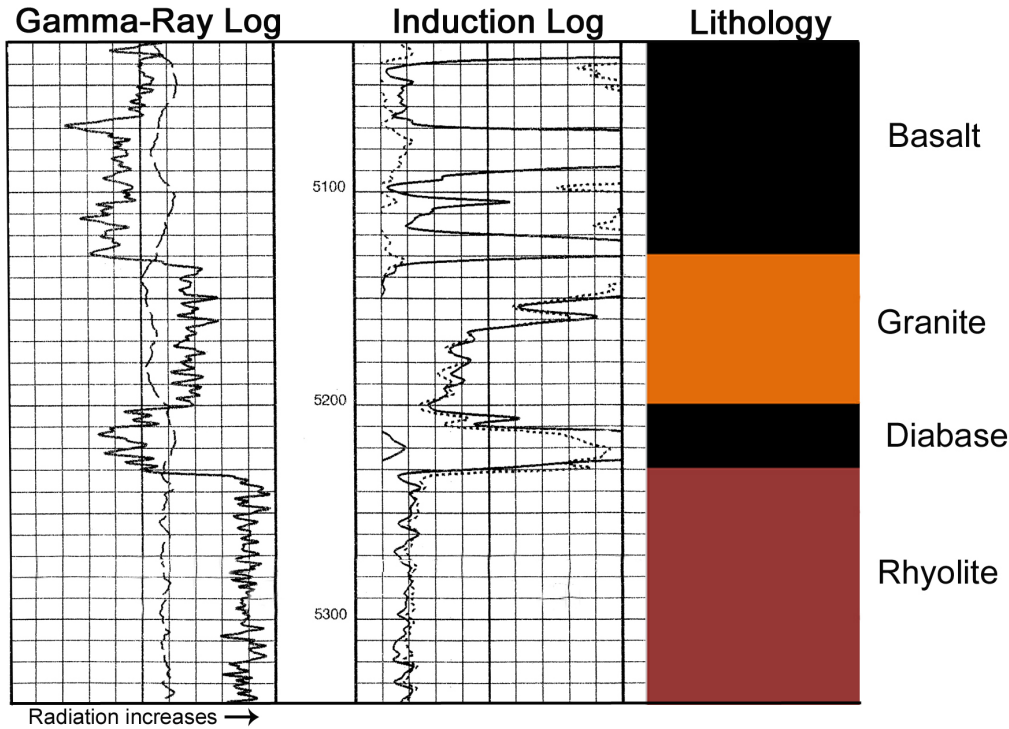 Gamma-Ray Log
Induction Log
Lithology
Basalt
5100
Granite
5200
Diabase
Rhyolite
5300
Radiation increases